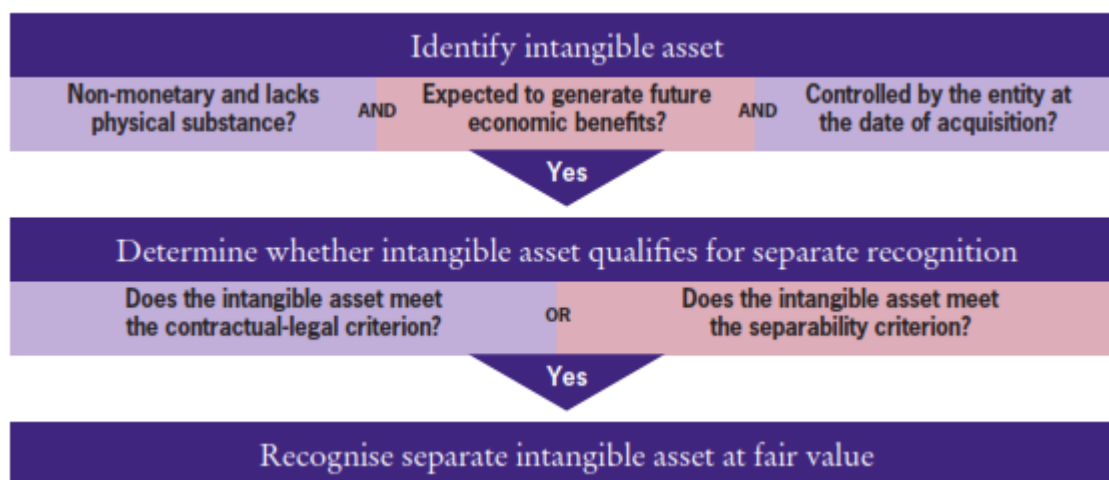 Identify intangible asset
Non-monetary and lacks
physical substance?
AND
Expected to generate future
economic benefits?
AND
Controlled by the entity at
the date of acquisition?
Yes
Determine whether intangible asset qualifies for separate recognition
Does the intangible asset meet
the contractual-legal criterion?
OR
Does the intangible asset meet
the separability criterion?
Yes
Recognise separate intangible asset at fair value